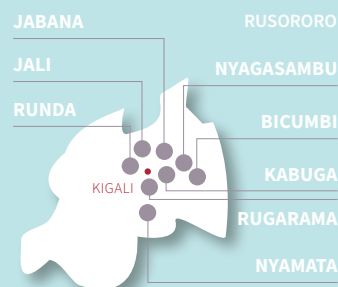 JABANA
JALI
RUNDA
KIGALI
RUSORORO
NYAGASAMBU
BICUMBI
KABUGA
RUGARAMA
NYAMATA